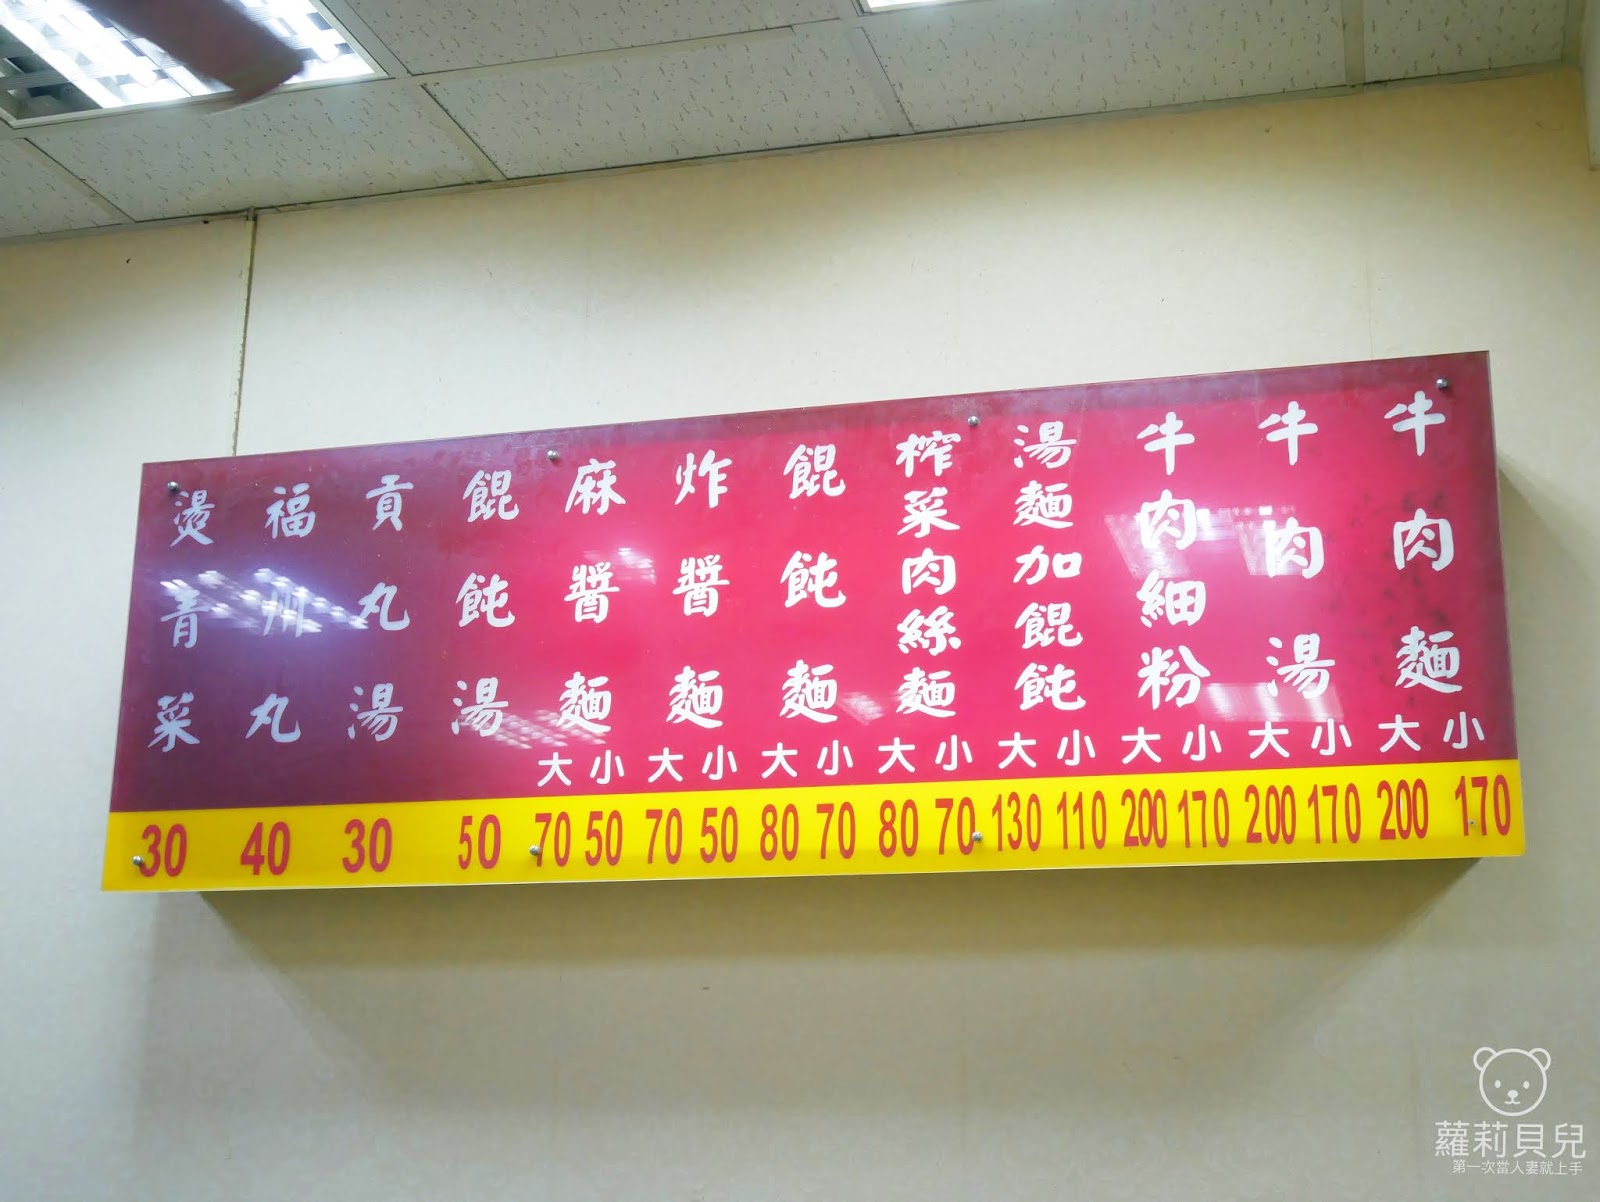 牛肉麵 大 小 200 170
牛肉湯 大 小 200 170
牛肉細粉 大 小 200 170
湯麵加餛飩 大 小 130 110
榨菜肉絲麵 大 小 80 70
餛飩麵 大 小 80 70
炸醬麵 大 小 70 50
麻醬麵 大 小 70 50
餛飩湯 50
貢丸湯 30
福州丸 40
燙青菜 30
蘿莉貝兒
第一次當人妻就上手